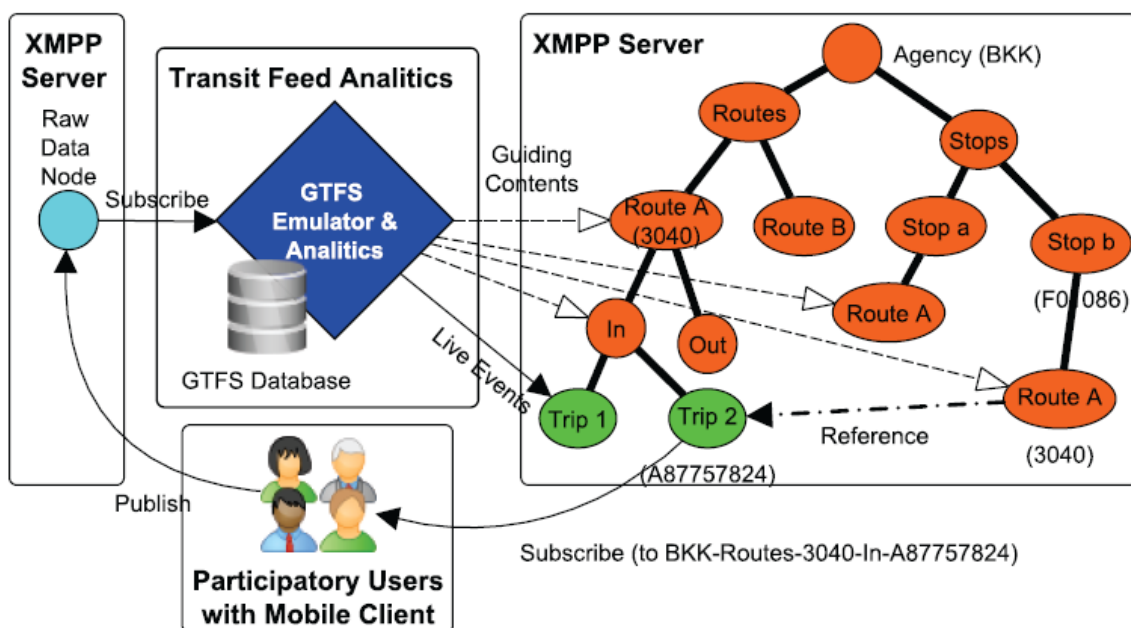 XMPP
Server
Raw
Data
Node
Subscribe
Transit Feed Analitics
GTFS
Emulator &
Analitics
GTFS Database
Guiding
Contents
Live Events
Publish
Participatory Users
with Mobile Client
XMPP Server
Agency (BKK)
Routes
Stops
Route A
(3040)
Route B
Stop a
Stop b
Route A
In
Out
Trip 1
Trip 2
(A87757824)
Reference
Route A
(3040)
Subscribe (to BKK-Routes-3040-In-A87757824)